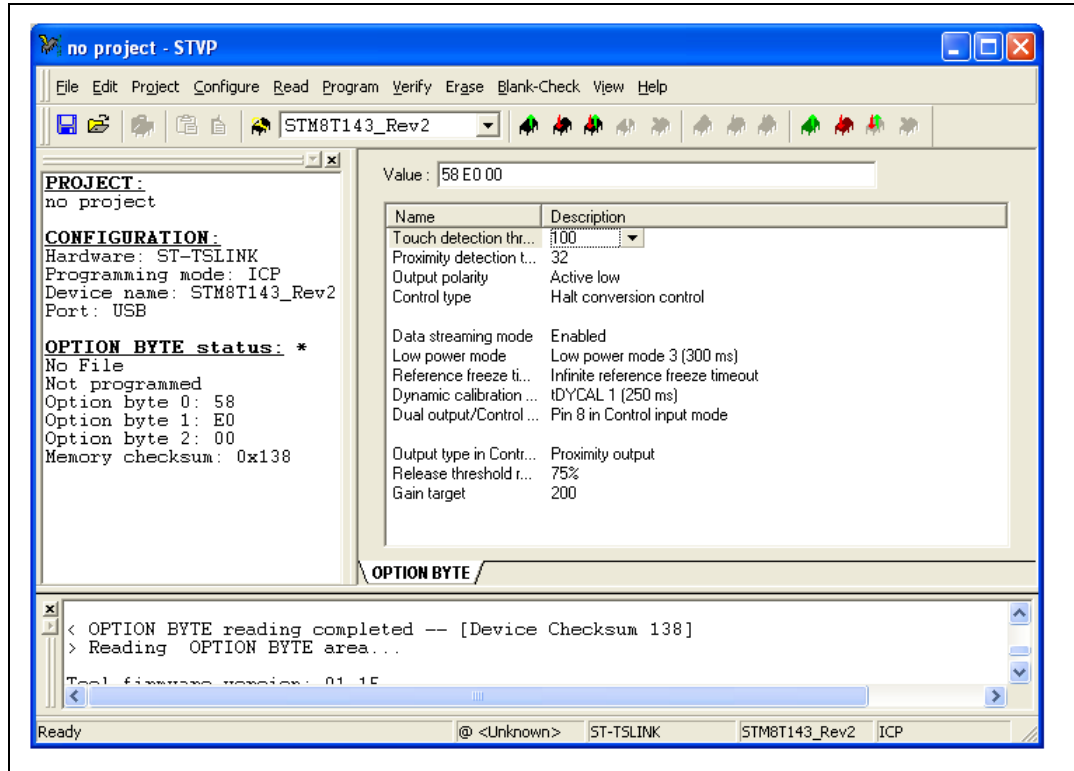 no project - STVP
File Edit Project Configure Read Program Verify Erase Blank-Check View Help
STM8T143_Rev2
PROJECT:
no project
CONFIGURATION:
Hardware: ST-TSLINK
Programming mode: ICP
Device name: STM8T143_Rev2
Port: USB
OPTION BYTE status: *
No File
Not programmed
Option byte 0: 58
Option byte 1: E0
Option byte 2: 00
Memory checksum: 0x138
Value : 58 E0 00
Name Description
Touch detection thr... 100
Proximity detection t... 32
Output polarity Active low
Control type Halt conversion control
Data streaming mode Enabled
Low power mode Low power mode 3 (300 ms)
Reference freeze ti... Infinite reference freeze timeout
Dynamic calibration ... tDYCAL 1 (250 ms)
Dual output/Control ... Pin 8 in Control input mode
Output type in Contr... Proximity output
Release threshold r... 75%
Gain target 200
OPTION BYTE
< OPTION BYTE reading completed -- [Device Checksum 138]
> Reading OPTION BYTE area...
Tool firmware version: 01.15
Ready @ <Unknown> ST-TSLINK STM8T143_Rev2 ICP